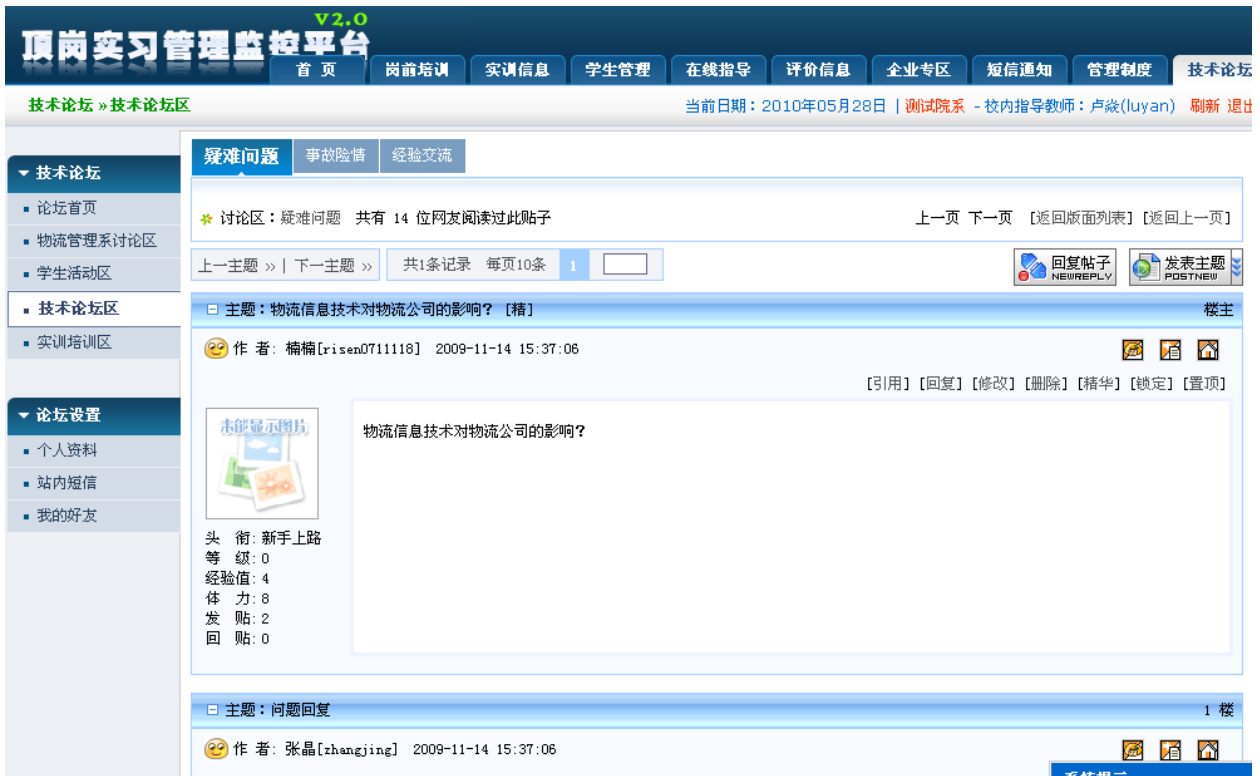 V2.0
頂岗实习管理监控平台
首 页 岗前培训 实训信息 学生管理 在线指导 评价信息 企业专区 短信通知 管理制度 技术论坛
技术论坛 » 技术论坛区 当前日期：2010年05月28日 | 测试院系 - 校内指导教师：卢焱(luyan) 刷新 退出
技术论坛
论坛首页
物流管理系讨论区
学生活动区
技术论坛区
实训培训区
论坛设置
个人资料
站内短信
我的好友
疑难问题 事故险情 经验交流
讨论区：疑难问题 共有 14 位网友阅读过此贴子 上一页 下一页 [返回版面列表] [返回上一页]
上一主题 » | 下一主题 » 共1条记录 每页10条 1 回复帖子 NEWREPLY 发表主题 POSTNEW
主题：物流信息技术对物流公司的影响? [精] 楼主
作 者: 楠楠[risen0711118] 2009-11-14 15:37:06
[引用] [回复] [修改] [删除] [精华] [锁定] [置顶]
未能显示图片
物流信息技术对物流公司的影响?
头 衔: 新手上路
等 级: 0
经验值: 4
体 力: 8
发 贴: 2
回 贴: 0
主题：问题回复 1 楼
作 者: 张晶[zhangjing] 2009-11-14 15:37:06
系统提示